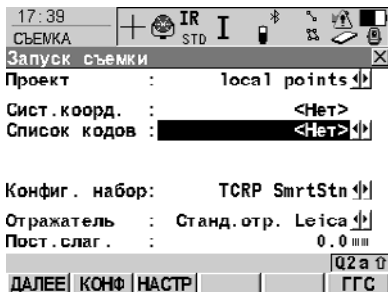 17:39
СЪЕМКА
IR
STD
I
Запуск съемки
Проект : local points
Сист.коорд. : <Нет>
Список кодов : <Нет>
Конфиг. набор: TCRP SmrtStn
Отражатель : Станд.отр. Leica
Пост.слаг. : 0.0 mm
Q2a
ДАЛЕЕ КОНФ НАСТР ГГС